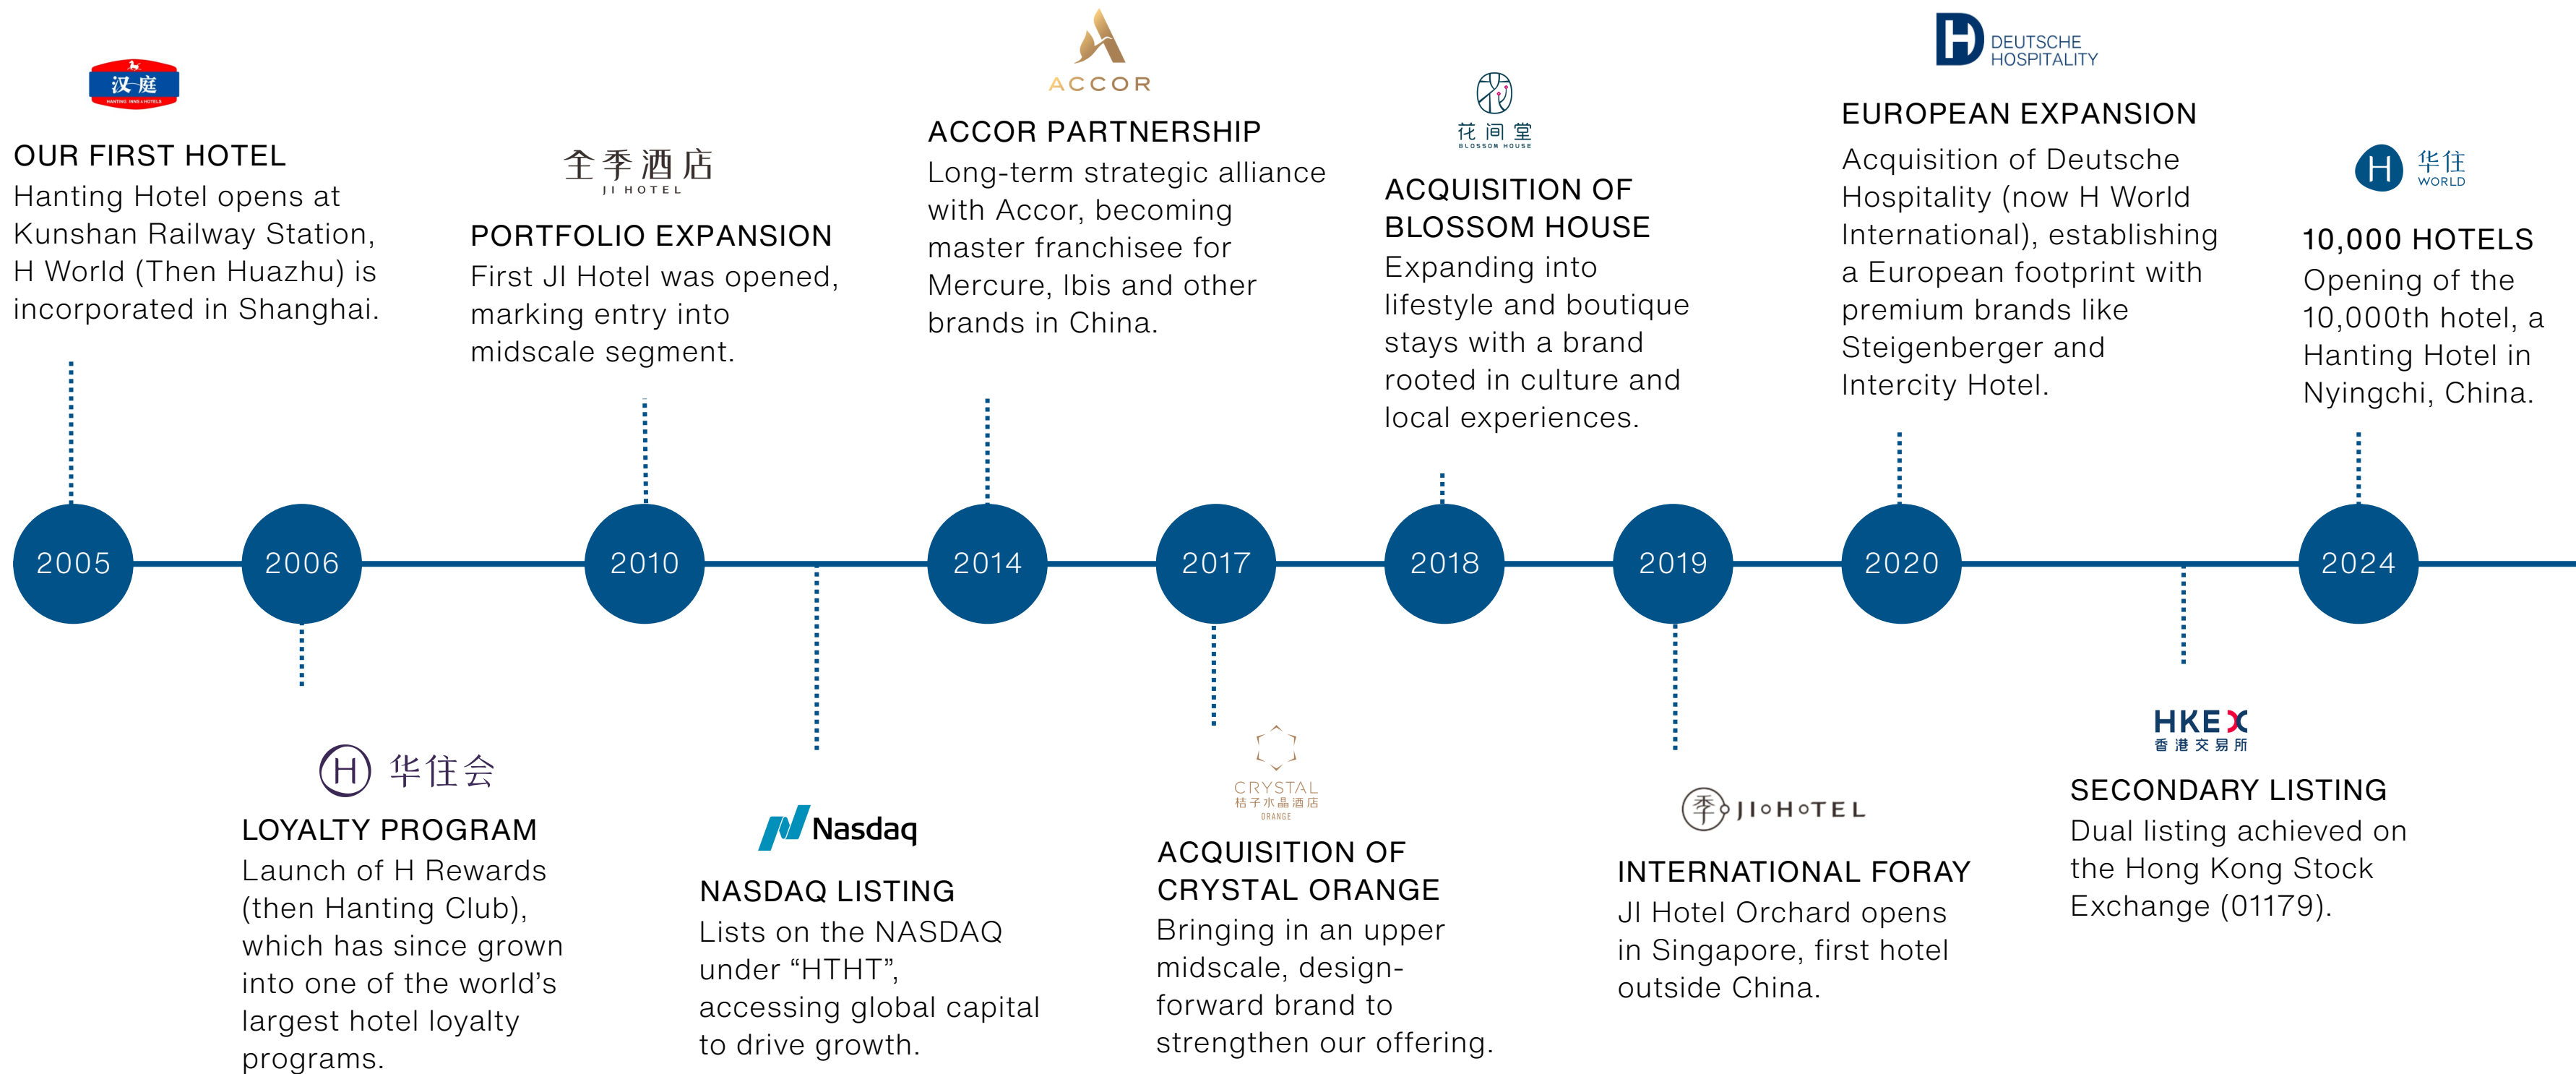 汉庭
HANTING INNS & HOTELS
OUR FIRST HOTEL
Hanting Hotel opens at
Kunshan Railway Station,
H World (Then Huazhu) is
incorporated in Shanghai.
全季酒店
JI HOTEL
PORTFOLIO EXPANSION
First JI Hotel was opened,
marking entry into
midscale segment.
ACCOR
ACCOR PARTNERSHIP
Long-term strategic alliance
with Accor, becoming
master franchisee for
Mercure, Ibis and other
brands in China.
花间堂
BLOSSOM HOUSE
ACQUISITION OF
BLOSSOM HOUSE
Expanding into
lifestyle and boutique
stays with a brand
rooted in culture and
local experiences.
DEUTSCHE
HOSPITALITY
EUROPEAN EXPANSION
Acquisition of Deutsche
Hospitality (now H World
International), establishing
a European footprint with
premium brands like
Steigenberger and
Intercity Hotel.
H 华住
WORLD
10,000 HOTELS
Opening of the
10,000th hotel, a
Hanting Hotel in
Nyingchi, China.
2005
2006
2010
2014
2017
2018
2019
2020
2024
H 华住会
LOYALTY PROGRAM
Launch of H Rewards
(then Hanting Club),
which has since grown
into one of the world’s
largest hotel loyalty
programs.
Nasdaq
NASDAQ LISTING
Lists on the NASDAQ
under “HTHT”,
accessing global capital
to drive growth.
CRYSTAL
桔子水晶酒店
ORANGE
ACQUISITION OF
CRYSTAL ORANGE
Bringing in an upper
midscale, design-
forward brand to
strengthen our offering.
季 JI HOTEL
INTERNATIONAL FORAY
JI Hotel Orchard opens
in Singapore, first hotel
outside China.
HKEX
香港交易所
SECONDARY LISTING
Dual listing achieved on
the Hong Kong Stock
Exchange (01179).